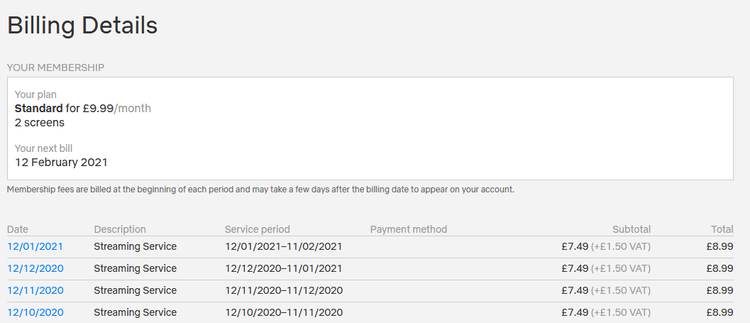 Billing Details
YOUR MEMBERSHIP
Your plan
Standard for £9.99/month
2 screens
Your next bill
12 February 2021
Membership fees are billed at the beginning of each period and may take a few days after the billing date to appear on your account.
Date Description Service period Payment method Subtotal Total
12/01/2021 Streaming Service 12/01/2021–11/02/2021 £7.49 (+£1.50 VAT) £8.99
12/12/2020 Streaming Service 12/12/2020–11/01/2021 £7.49 (+£1.50 VAT) £8.99
12/11/2020 Streaming Service 12/11/2020–11/12/2020 £7.49 (+£1.50 VAT) £8.99
12/10/2020 Streaming Service 12/10/2020–11/11/2020 £7.49 (+£1.50 VAT) £8.99